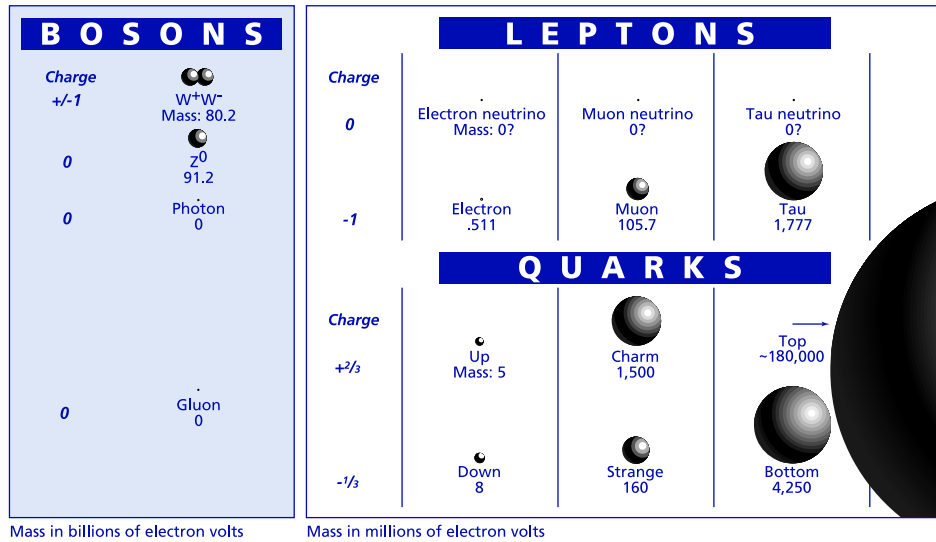 BOSONS
Charge
+/-1
W⁺W⁻
Mass: 80.2
0
Z⁰
91.2
0
Photon
0
0
Gluon
0
Mass in billions of electron volts
LEPTONS
Charge
0
Electron neutrino
Mass: 0?
Muon neutrino
0?
Tau neutrino
0?
-1
Electron
.511
Muon
105.7
Tau
1,777
QUARKS
Charge
+2/3
Up
Mass: 5
Charm
1,500
Top
~180,000
-1/3
Down
8
Strange
160
Bottom
4,250
Mass in millions of electron volts